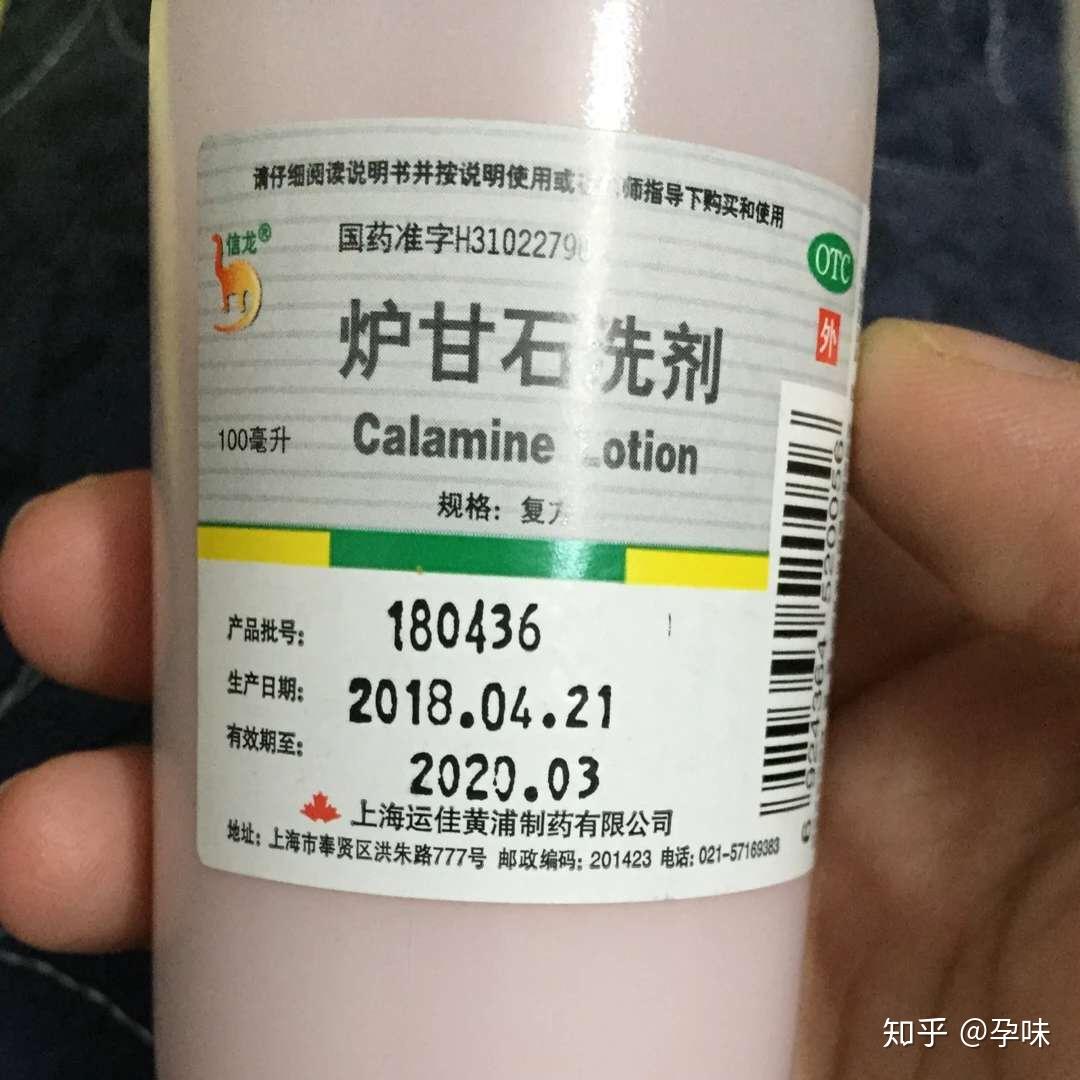 请仔细阅读说明书并按说明使用或在 师指导下购买和使用
信龙®
国药准字H3102279
OTC
外
炉甘石洗剂
100毫升
Calamine Lotion
规格：复方
产品批号：
180436
生产日期：
2018.04.21
有效期至：
2020.03
上海运佳黄浦制药有限公司
地址：上海市奉贤区洪朱路777号 邮政编码：201423 电话：021-57169383
知乎 @孕味